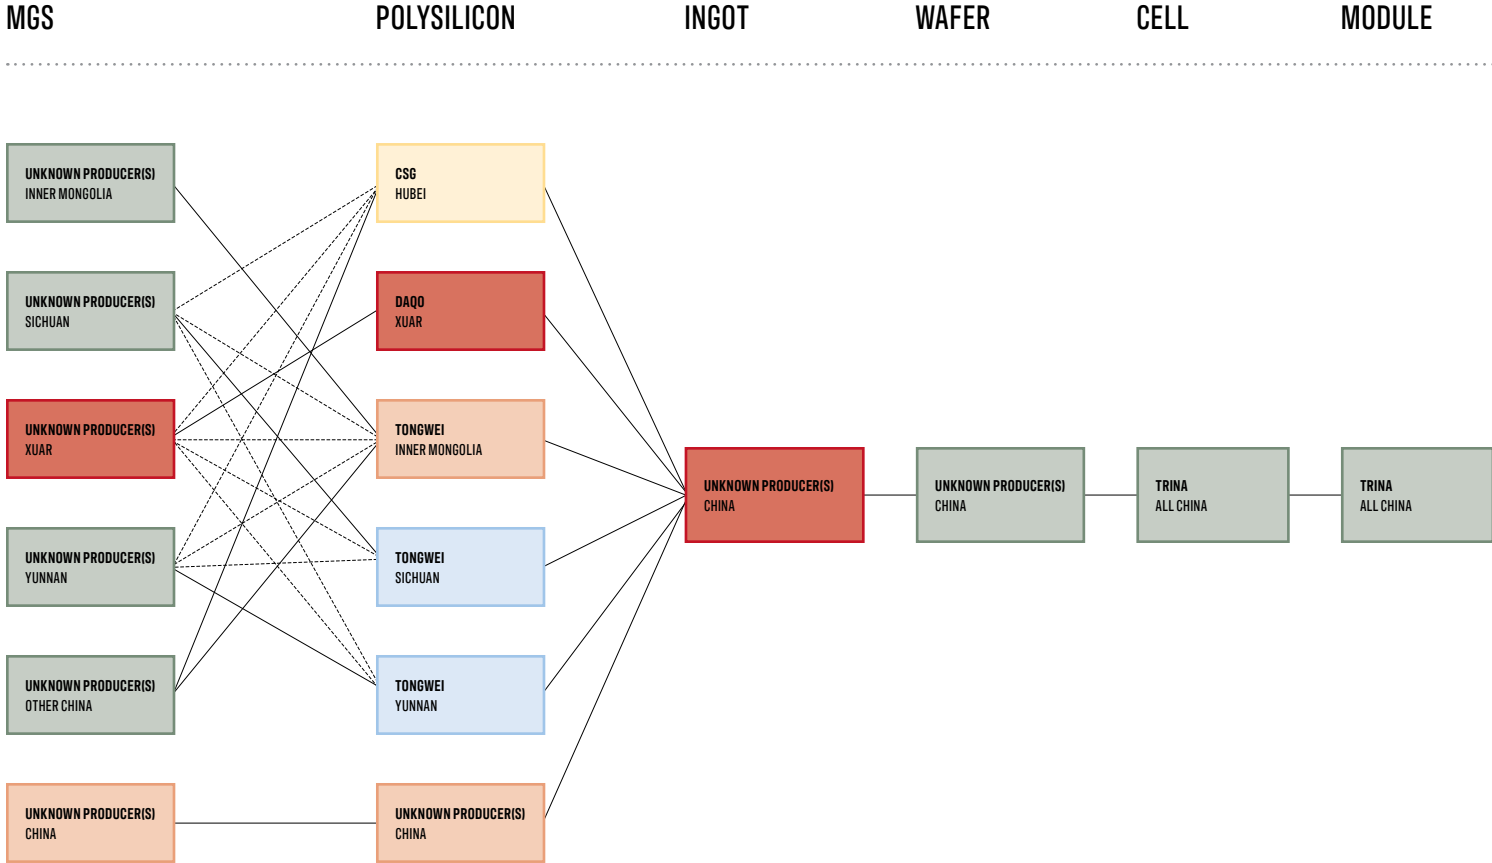 MGS
POLYSILICON
INGOT
WAFER
CELL
MODULE
UNKNOWN PRODUCER(S)
INNER MONGOLIA
UNKNOWN PRODUCER(S)
SICHUAN
UNKNOWN PRODUCER(S)
XUAR
UNKNOWN PRODUCER(S)
YUNNAN
UNKNOWN PRODUCER(S)
OTHER CHINA
UNKNOWN PRODUCER(S)
CHINA
CSG
HUBEI
DAQO
XUAR
TONGWEI
INNER MONGOLIA
TONGWEI
SICHUAN
TONGWEI
YUNNAN
UNKNOWN PRODUCER(S)
CHINA
UNKNOWN PRODUCER(S)
CHINA
UNKNOWN PRODUCER(S)
CHINA
TRINA
ALL CHINA
TRINA
ALL CHINA